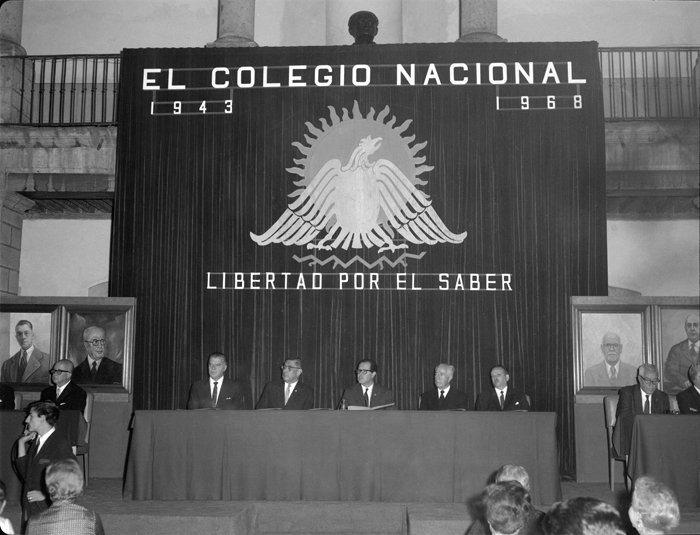 EL COLEGIO NACIONAL
1943 1968
LIBERTAD POR EL SABER